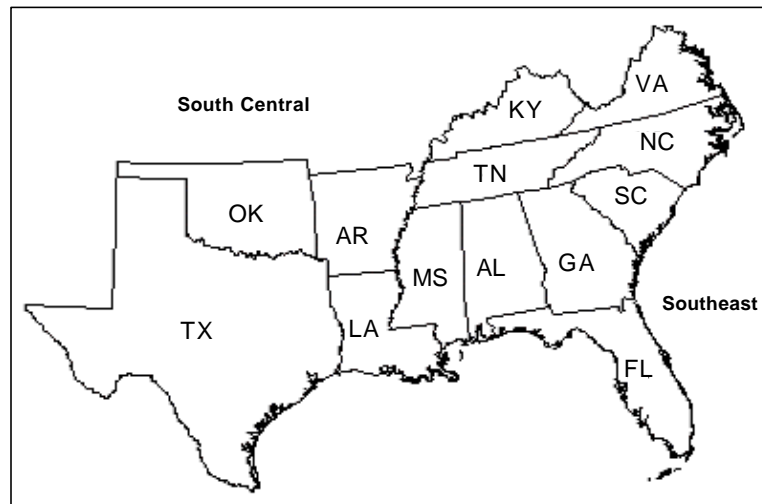 VA
KY
South Central
NC
TN
SC
OK
AR
GA
MS
AL
Southeast
TX
LA
FL